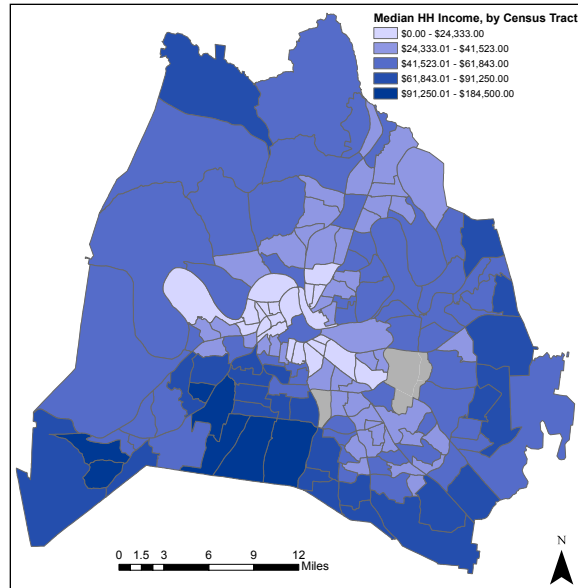 Median HH Income, by Census Tract
$0.00 - $24,333.00
$24,333.01 - $41,523.00
$41,523.01 - $61,843.00
$61,843.01 - $91,250.00
$91,250.01 - $184,500.00
N
0 1.5 3 6 9 12
Miles